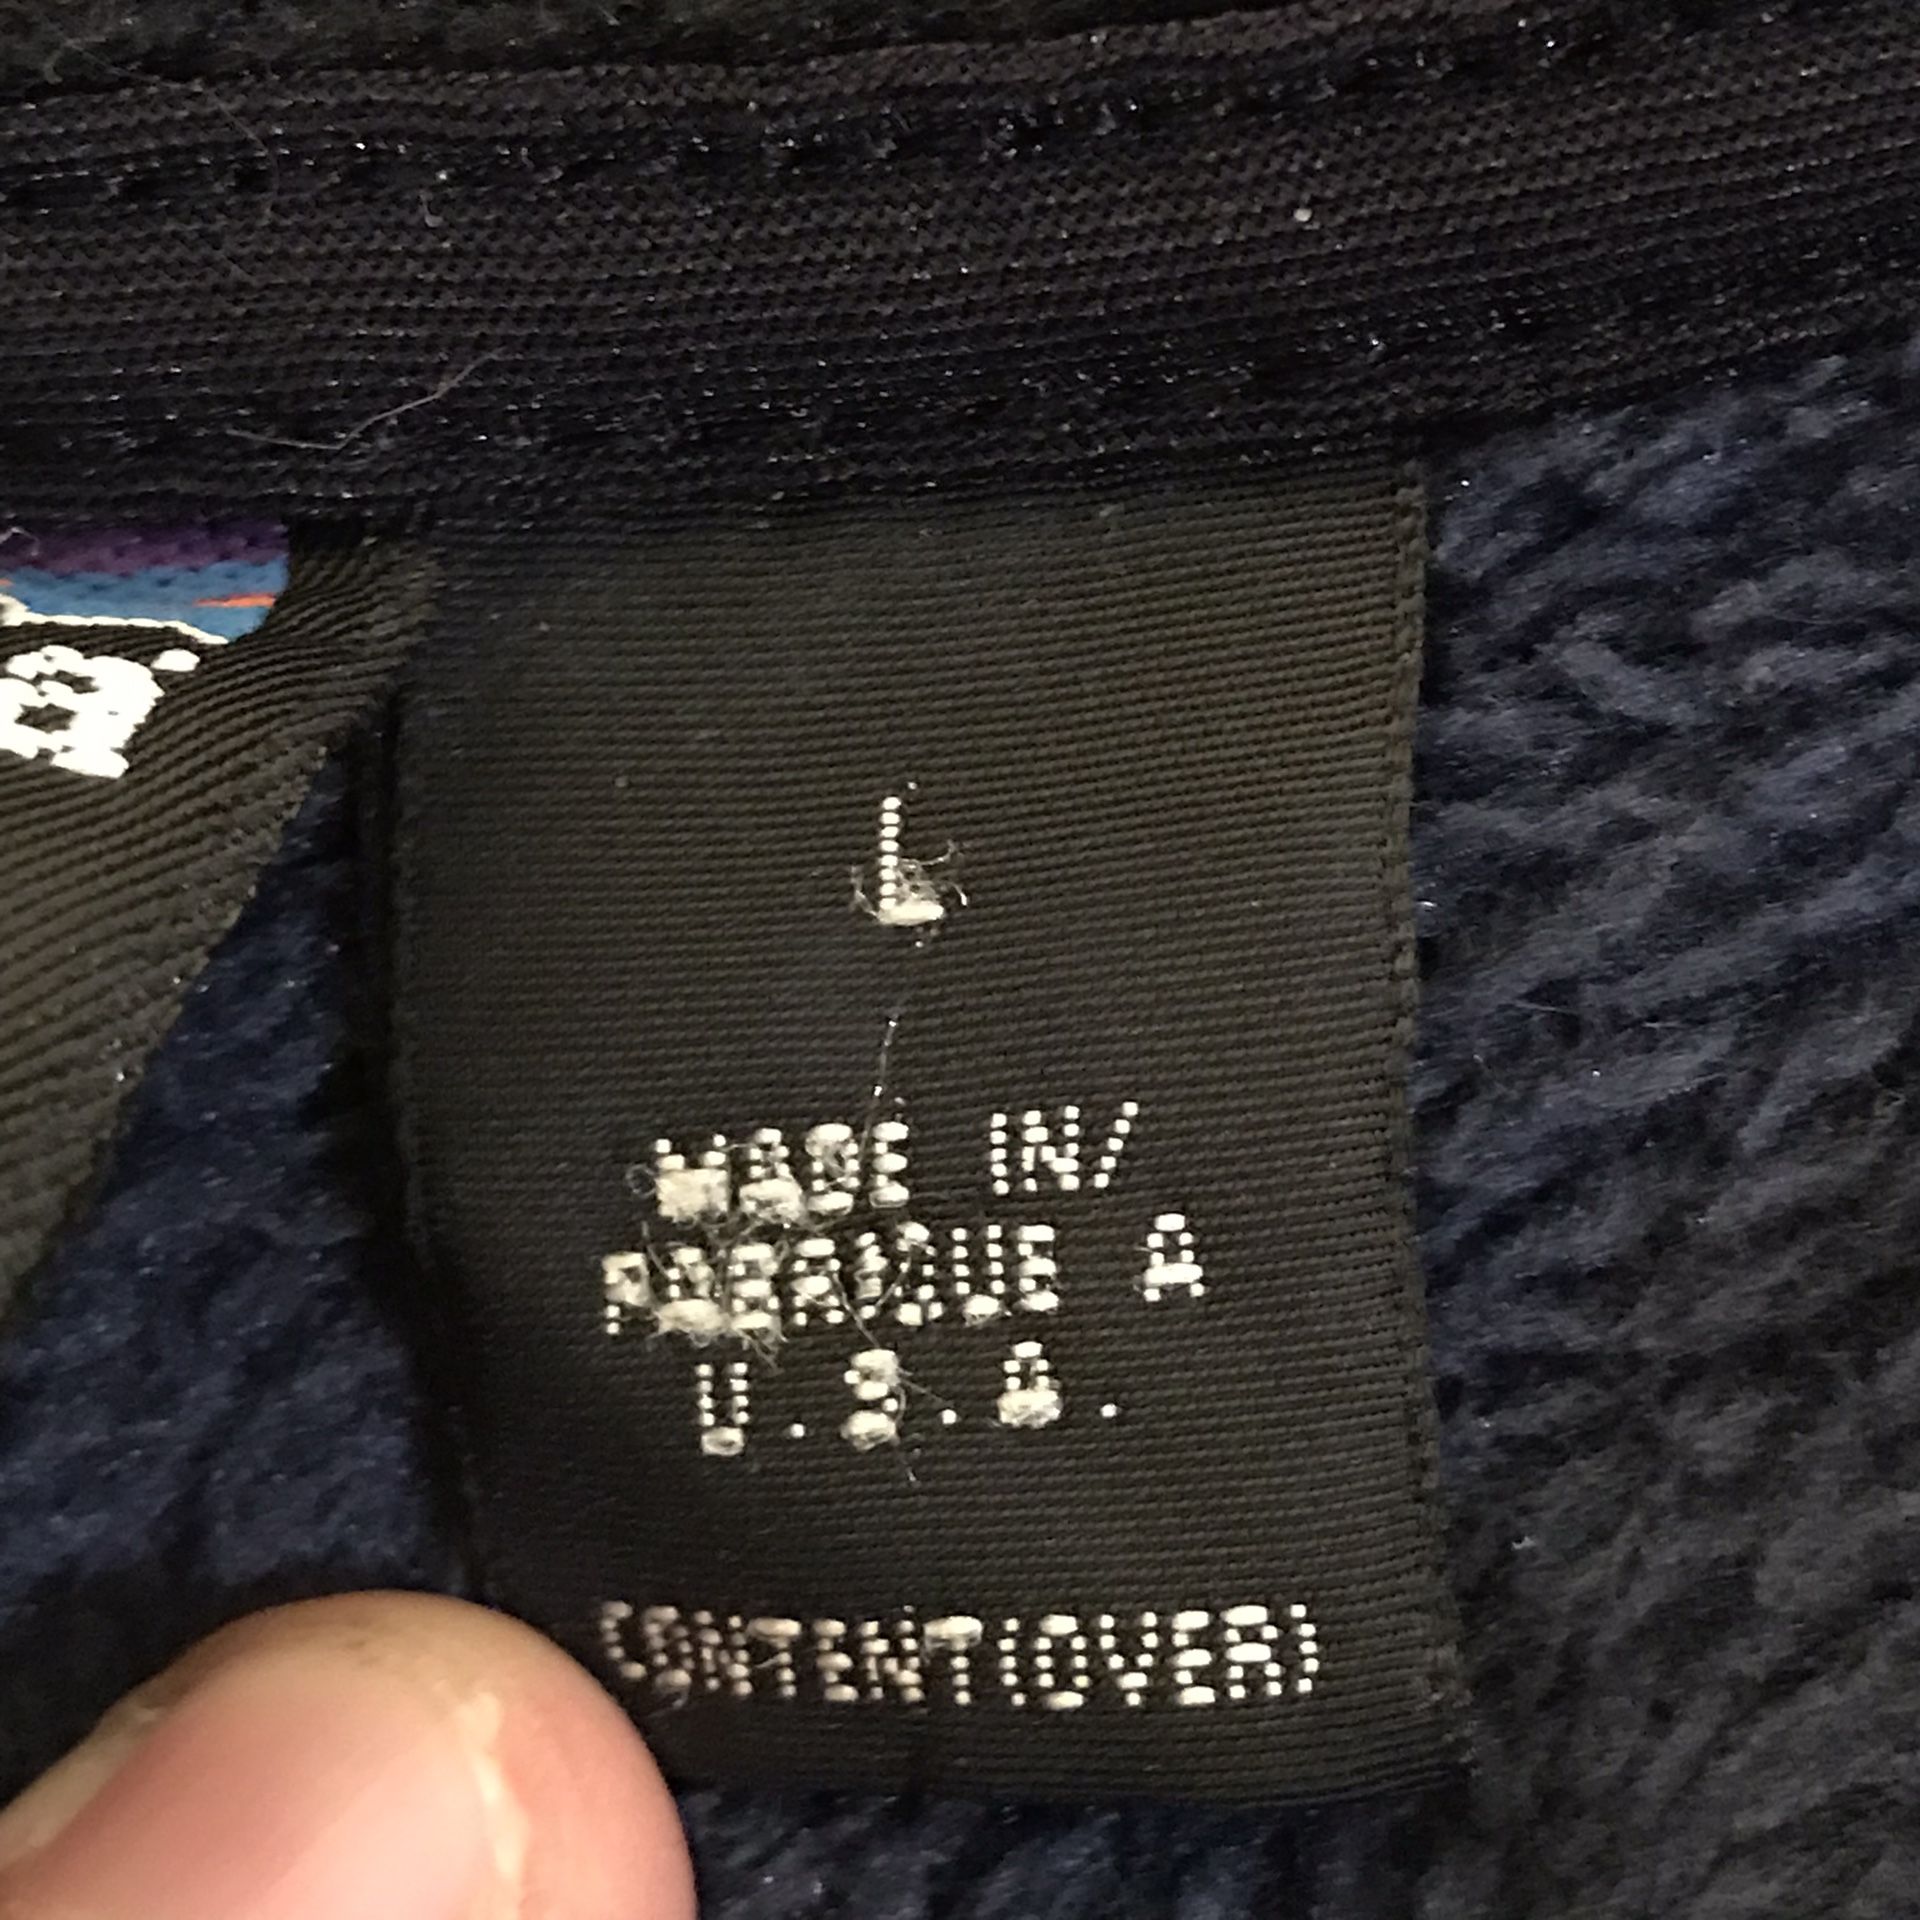 L
MADE IN/
FABRIQUE A
U.S.A.
CONTENT(OVER)